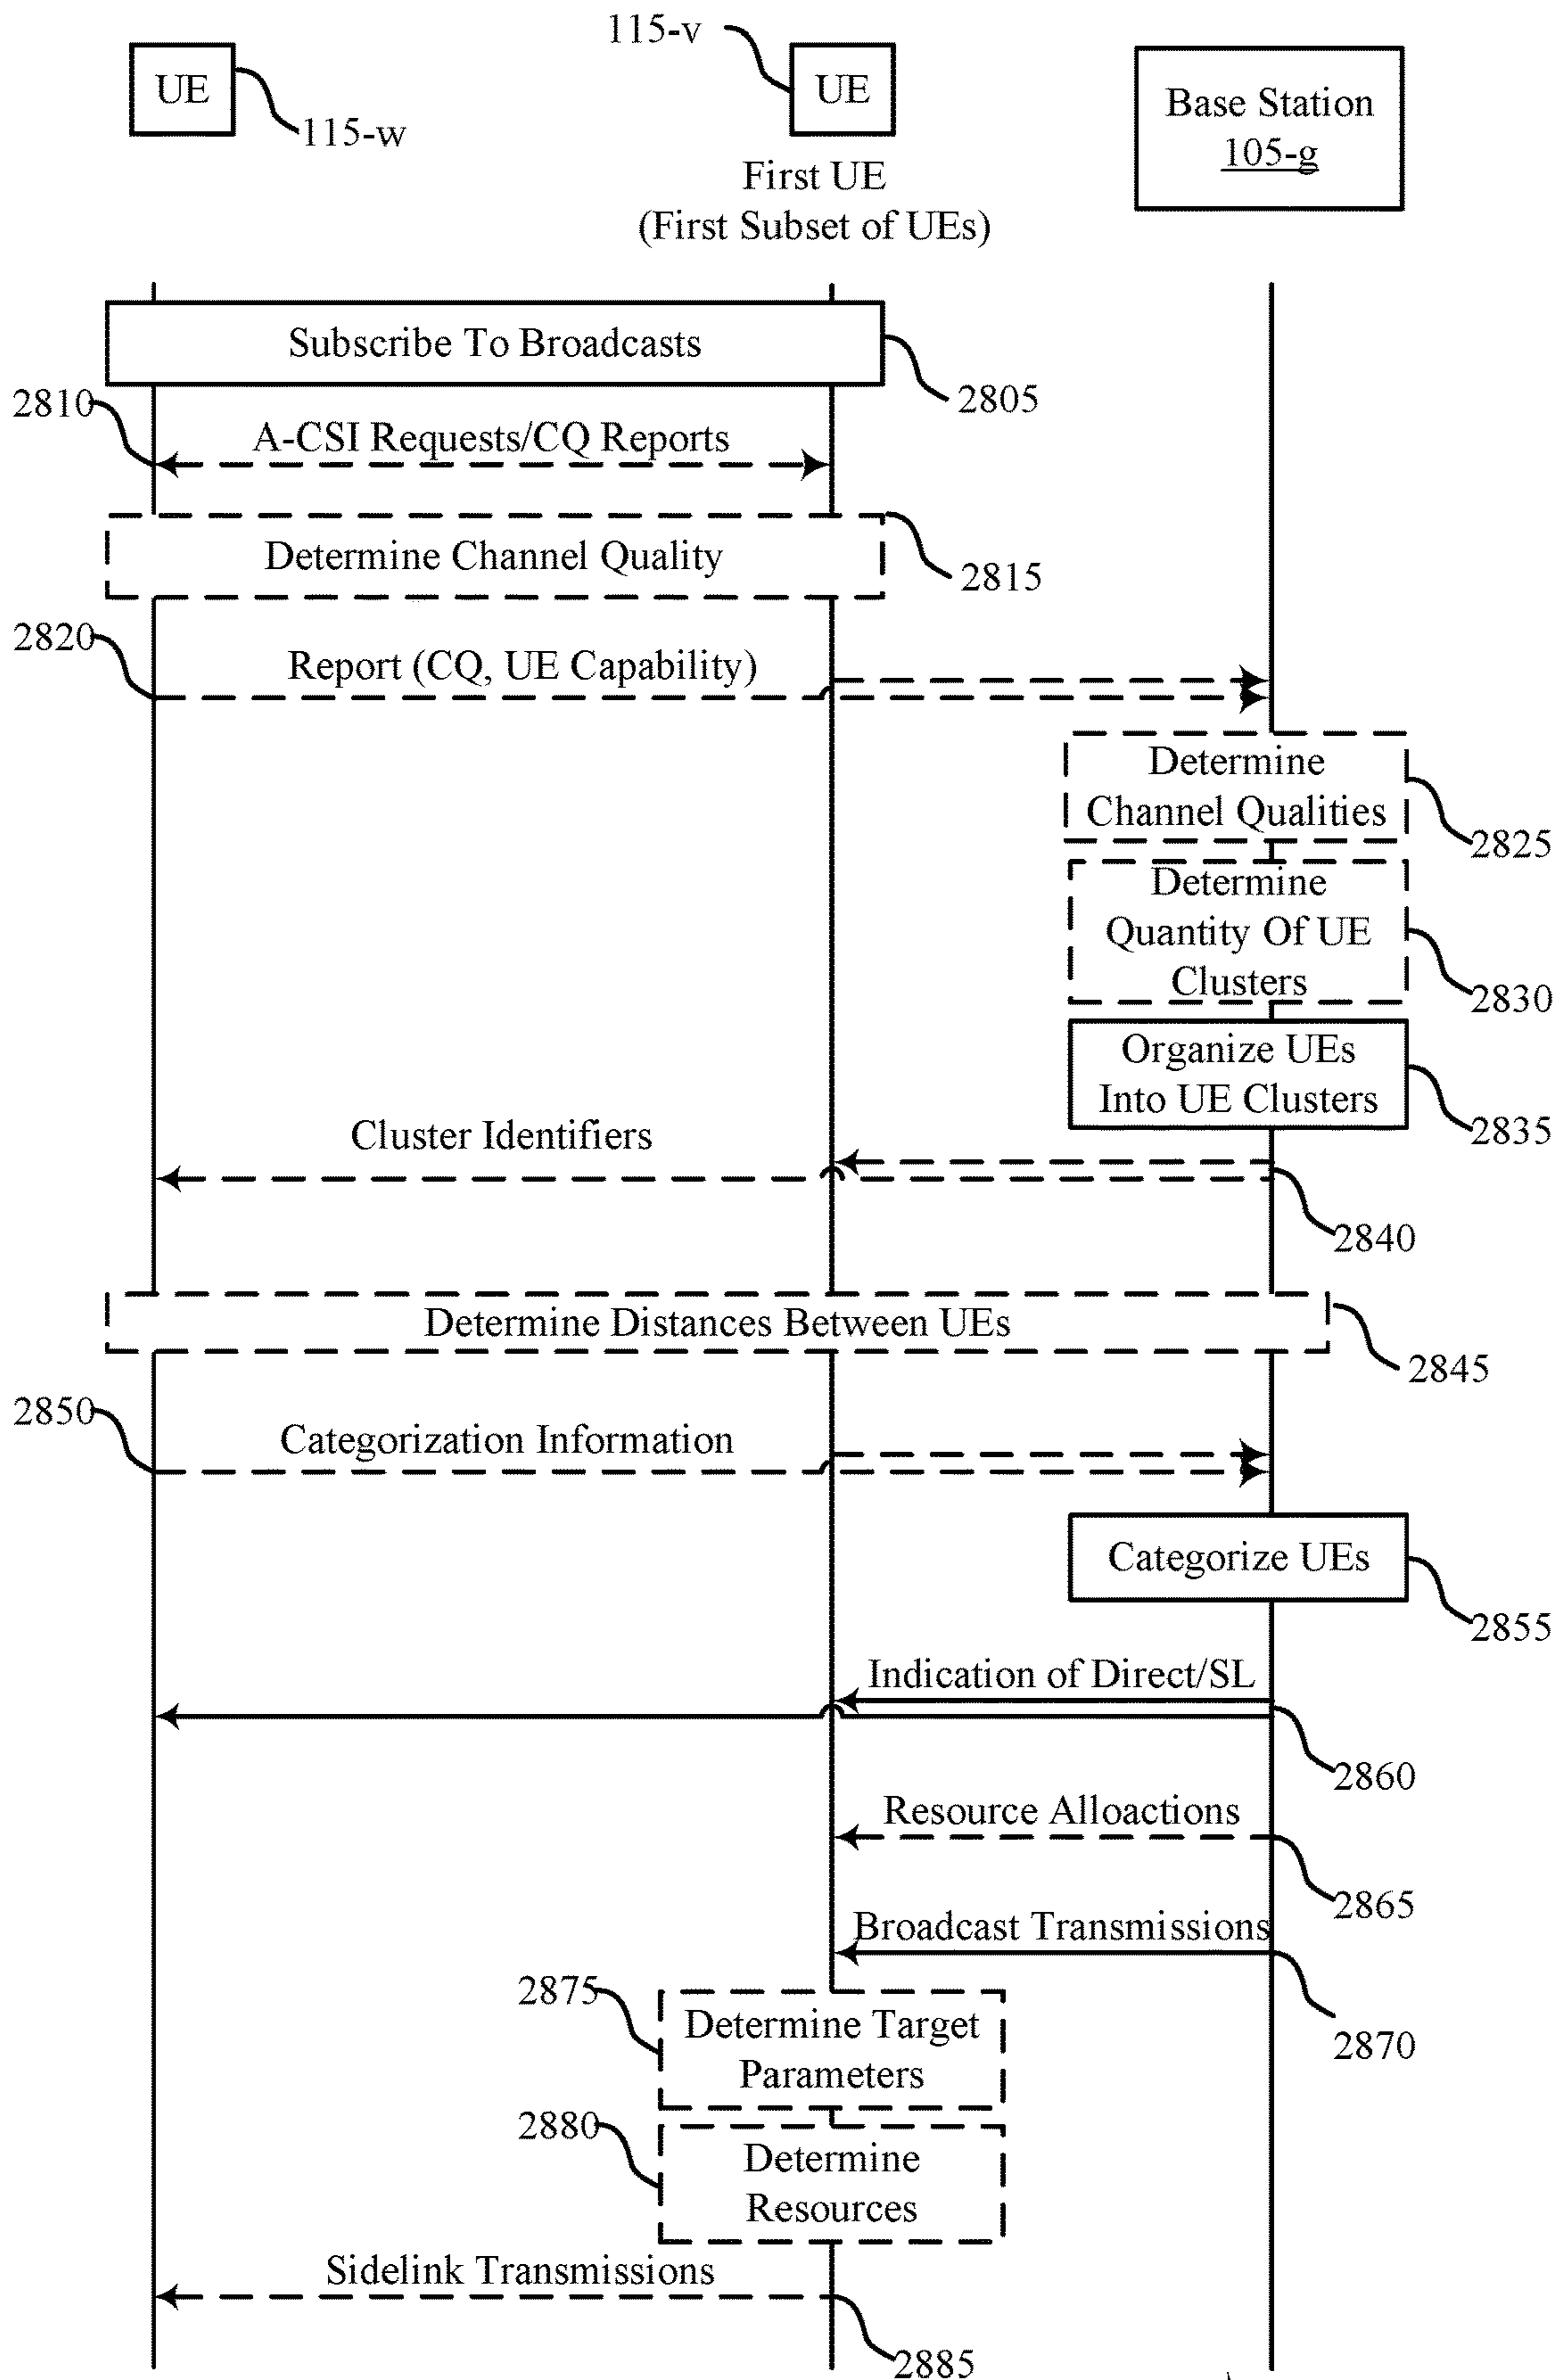 115-v
UE
UE
Base Station
105-g
115-w
First UE
(First Subset of UEs)
Subscribe To Broadcasts
2805
2810
A-CSI Requests/CQ Reports
Determine Channel Quality
2815
2820
Report (CQ, UE Capability)
Determine
Channel Qualities
2825
Determine
Quantity Of UE
Clusters
2830
Organize UEs
Into UE Clusters
2835
Cluster Identifiers
2840
Determine Distances Between UEs
2845
2850
Categorization Information
Categorize UEs
2855
Indication of Direct/SL
2860
Resource Alloactions
2865
Broadcast Transmissions
2870
2875
Determine Target
Parameters
2880
Determine
Resources
Sidelink Transmissions
2885